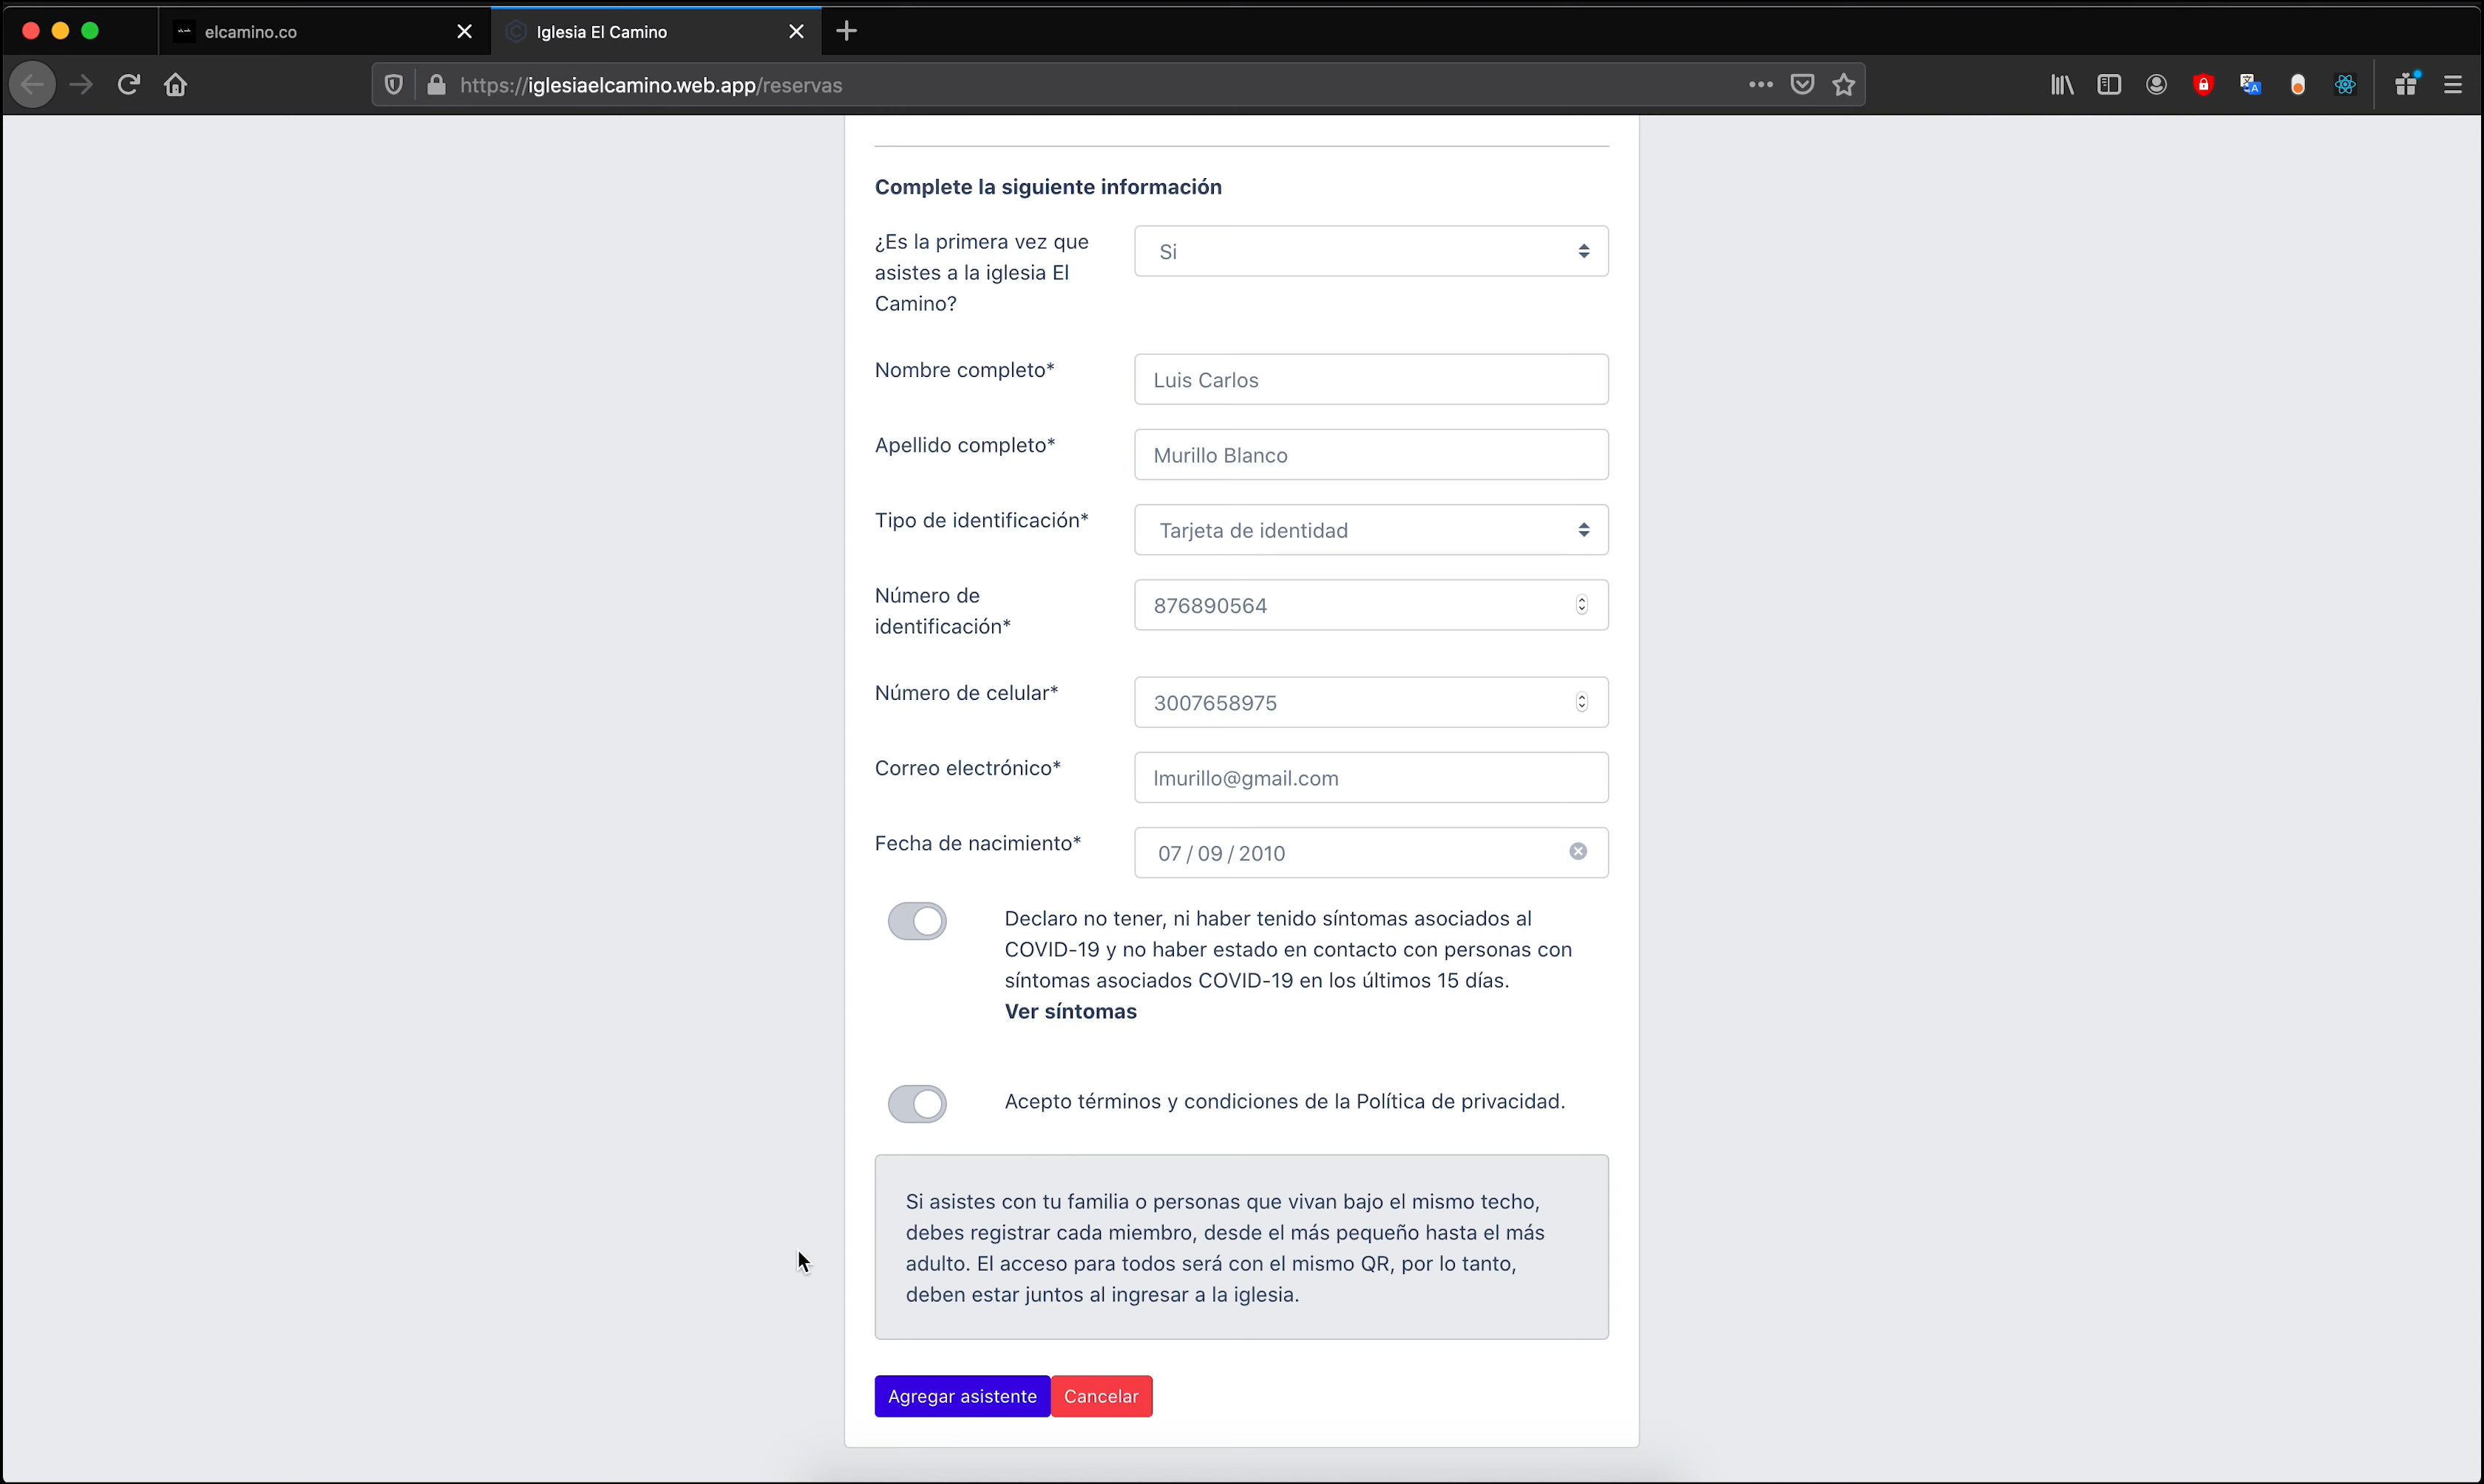 elcamino.co
Iglesia El Camino
https://iglesiaelcamino.web.app/reservas
Complete la siguiente información
¿Es la primera vez que
asistes a la iglesia El
Camino?
Si
Nombre completo*
Luis Carlos
Apellido completo*
Murillo Blanco
Tipo de identificación*
Tarjeta de identidad
Número de
identificación*
876890564
Número de celular*
3007658975
Correo electrónico*
lmurillo@gmail.com
Fecha de nacimiento*
07 / 09 / 2010
Declaro no tener, ni haber tenido síntomas asociados al
COVID-19 y no haber estado en contacto con personas con
síntomas asociados COVID-19 en los últimos 15 días.
Ver síntomas
Acepto términos y condiciones de la Política de privacidad.
Si asistes con tu familia o personas que vivan bajo el mismo techo,
debes registrar cada miembro, desde el más pequeño hasta el más
adulto. El acceso para todos será con el mismo QR, por lo tanto,
deben estar juntos al ingresar a la iglesia.
Agregar asistente
Cancelar